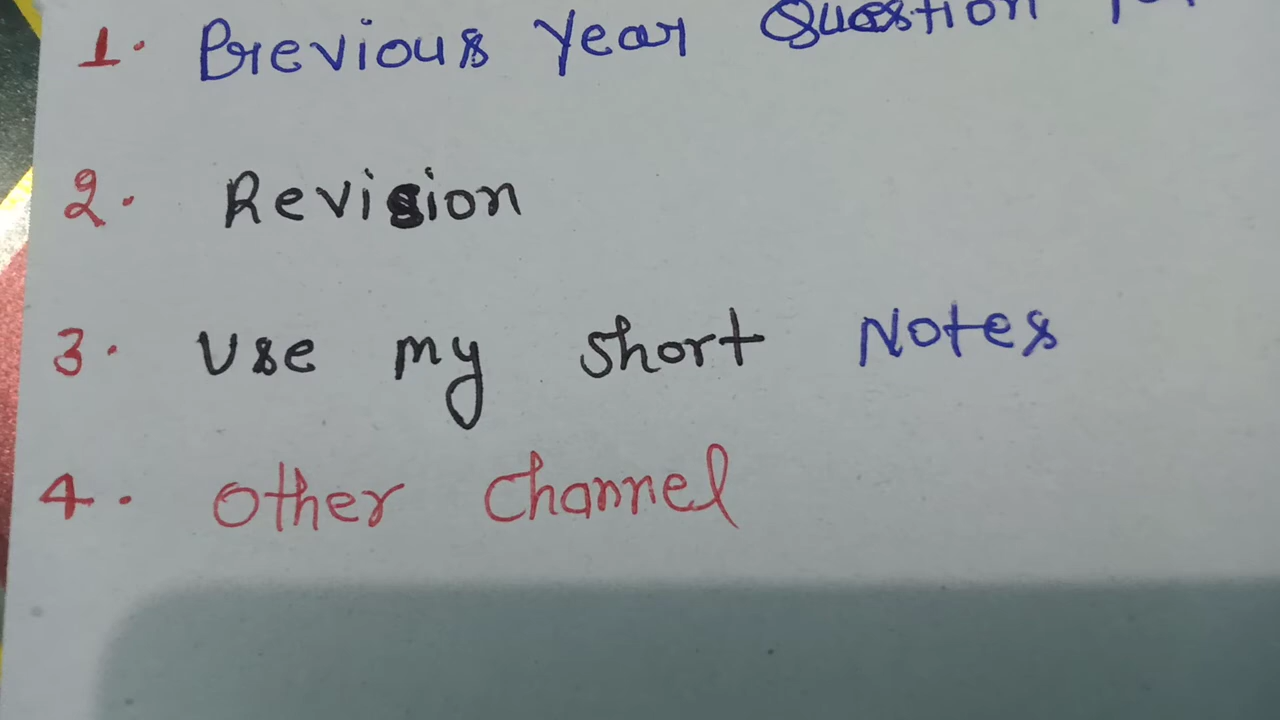 1. Previous Year Question
2. Revision
3. Use my short Notes
4. Other Channel